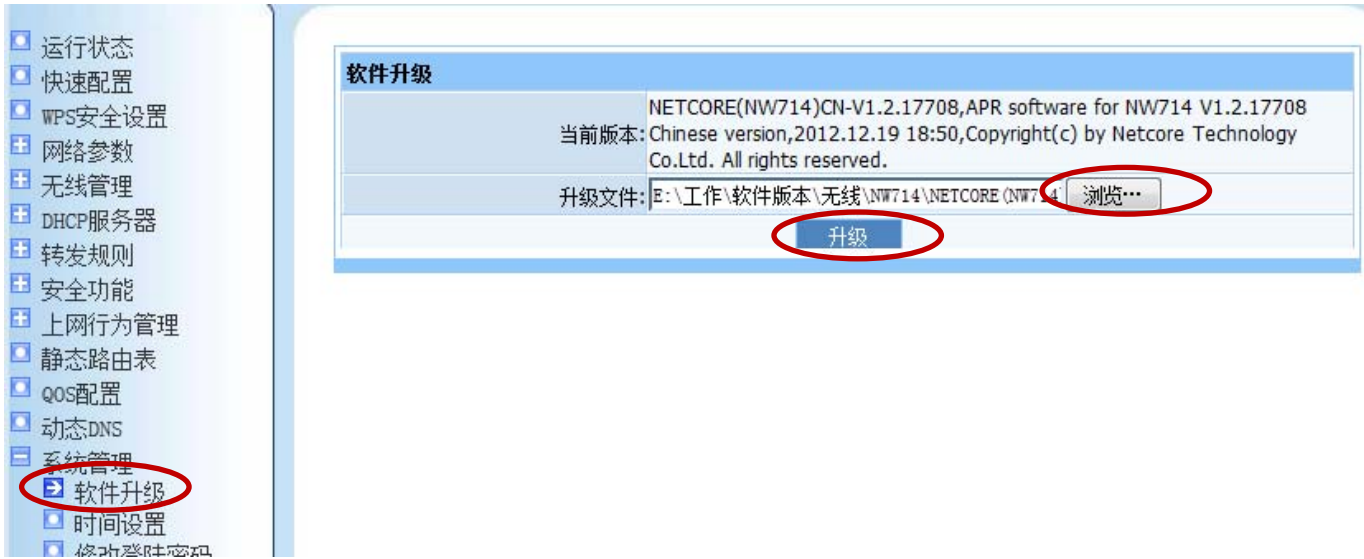 运行状态
快速配置
WPS安全设置
网络参数
无线管理
DHCP服务器
转发规则
安全功能
上网行为管理
静态路由表
QOS配置
动态DNS
系统管理
软件升级
时间设置
修改登陆密码
软件升级
当前版本:
NETCORE(NW714)CN-V1.2.17708,APR software for NW714 V1.2.17708
Chinese version,2012.12.19 18:50,Copyright(c) by Netcore Technology
Co.Ltd. All rights reserved.
升级文件: E:\工作\软件版本\无线\NW714\NETCORE(NW714 浏览…
升级